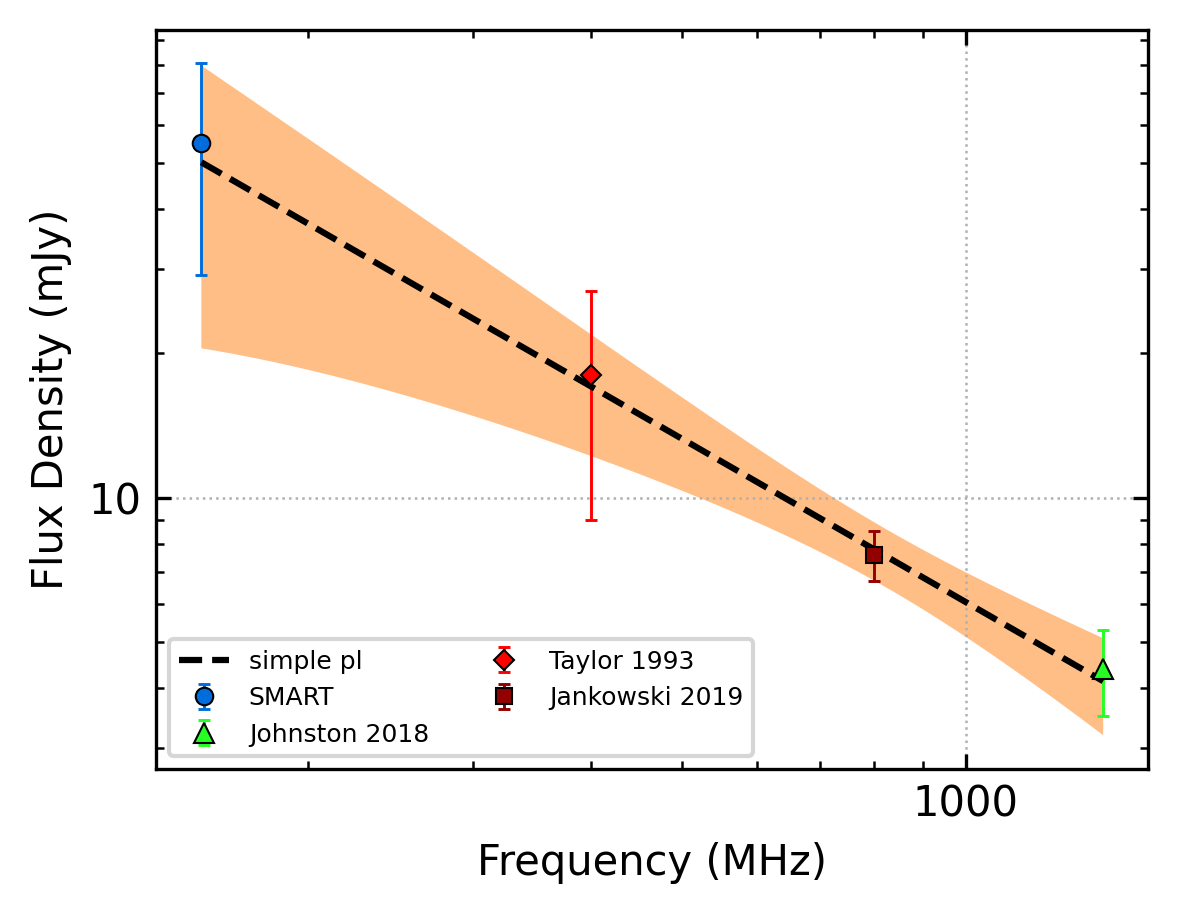 Flux Density (mJy)
10
simple pl
SMART
Johnston 2018
Taylor 1993
Jankowski 2019
1000
Frequency (MHz)